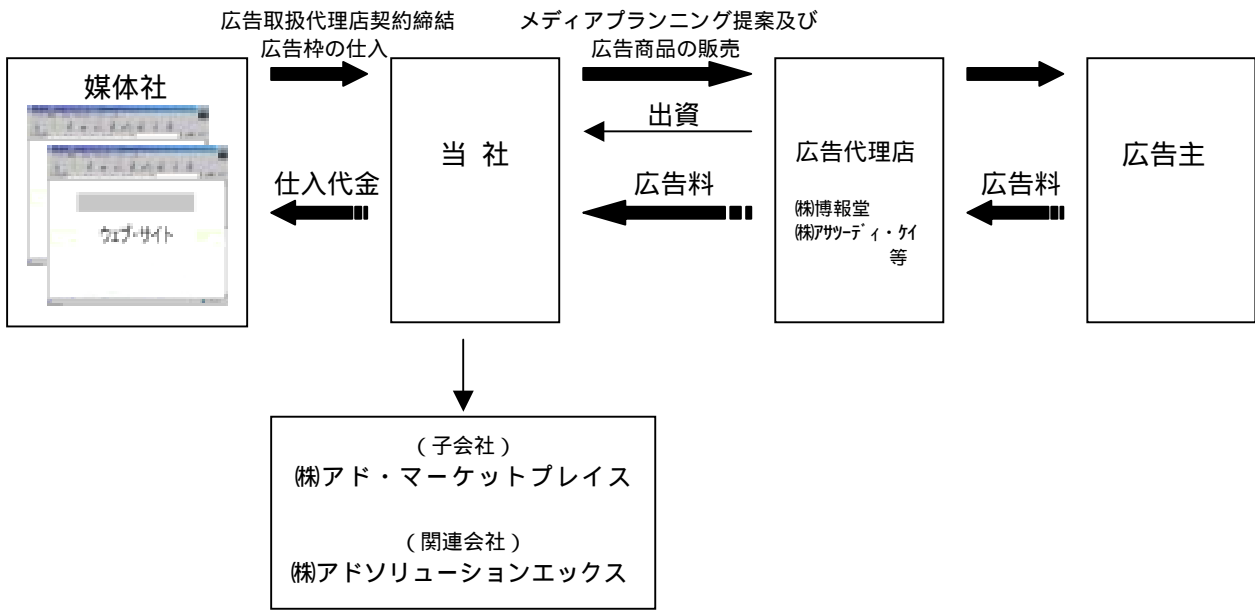 広告取扱代理店契約締結
広告枠の仕入
メディアプランニング提案及び
広告商品の販売
媒体社
ウェブ・サイト
仕入代金
当 社
出資
広告料
広告代理店
㈱博報堂
㈱アサツーディ・ケイ
等
広告料
広告主
(子会社)
㈱アド・マーケットプレイス
(関連会社)
㈱アドソリューションエックス